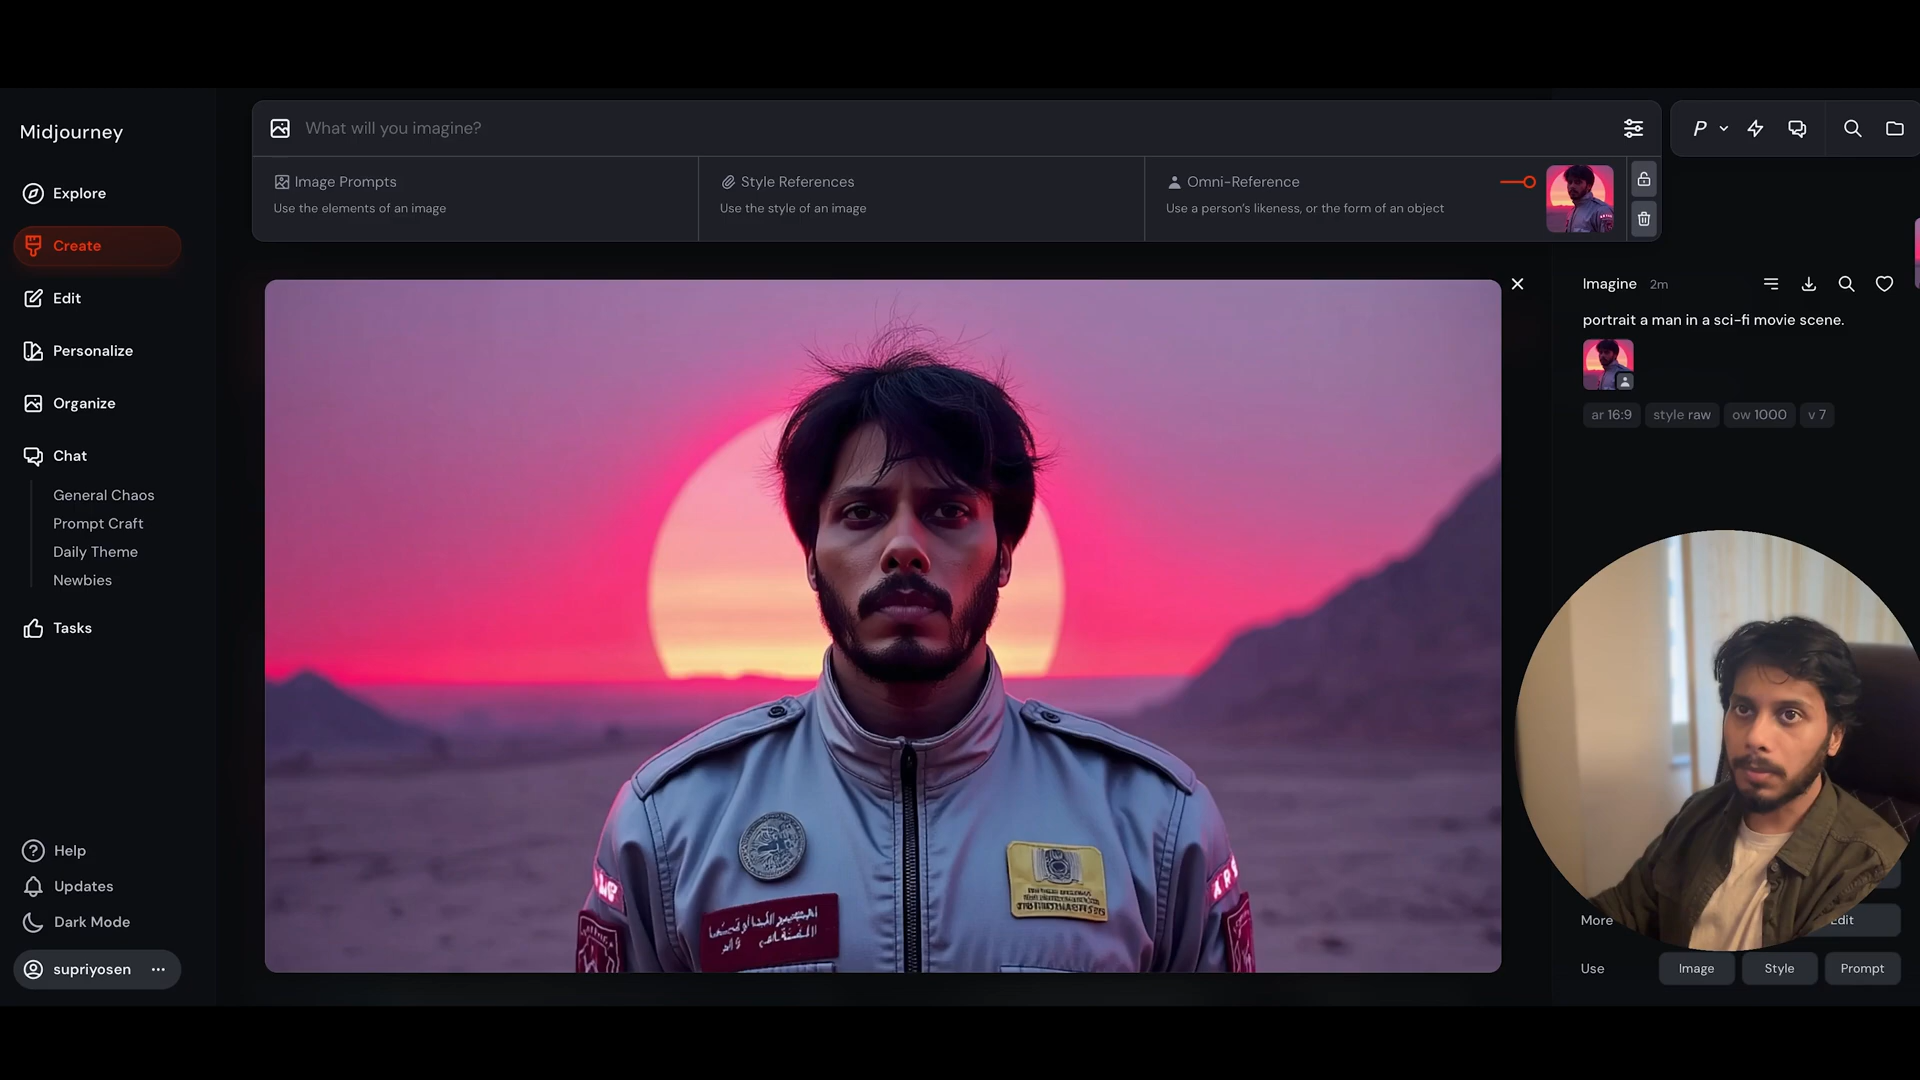 Midjourney
Explore
Create
Edit
Personalize
Organize
Chat
General Chaos
Prompt Craft
Daily Theme
Newbies
Tasks
Help
Updates
Dark Mode
supriyosen
What will you imagine?
Image Prompts
Use the elements of an image
Style References
Use the style of an image
Omni-Reference
Use a person's likeness, or the form of an object
P
Imagine 2m
portrait a man in a sci-fi movie scene.
ar 16:9 style raw ow 1000 v 7
More
Use Image Style Prompt